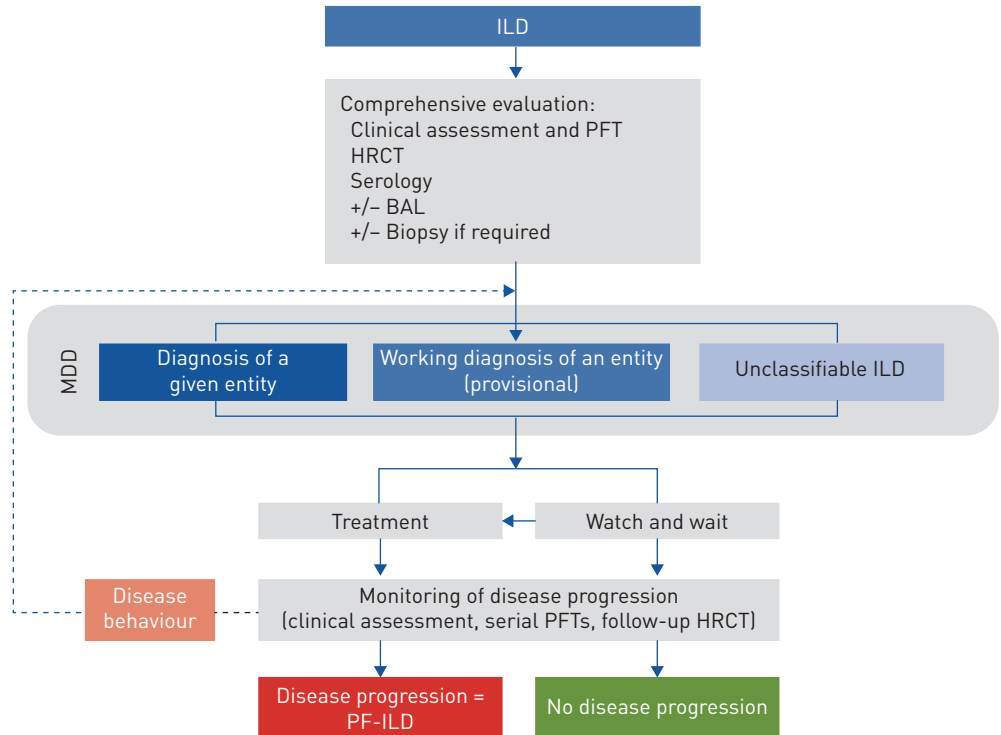 ILD
Comprehensive evaluation:
Clinical assessment and PFT
HRCT
Serology
+/– BAL
+/– Biopsy if required
MDD
Diagnosis of a
given entity
Working diagnosis of an entity
(provisional)
Unclassifiable ILD
Treatment
Watch and wait
Disease
behaviour
Monitoring of disease progression
(clinical assessment, serial PFTs, follow-up HRCT)
Disease progression =
PF-ILD
No disease progression